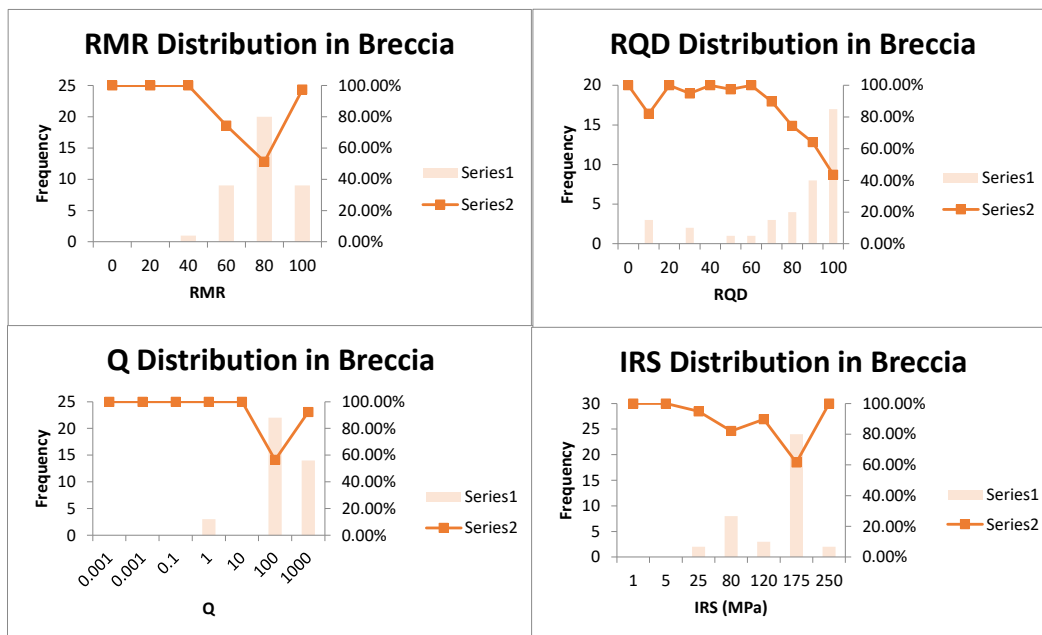 RMR Distribution in Breccia
25
20
15
10
5
0
Frequency
100.00%
80.00%
60.00%
40.00%
20.00%
0.00%
0 20 40 60 80 100
RMR
Series1
Series2
RQD Distribution in Breccia
20
15
10
5
0
Frequency
100.00%
80.00%
60.00%
40.00%
20.00%
0.00%
0 20 40 60 80 100
RQD
Series1
Series2
Q Distribution in Breccia
25
20
15
10
5
0
Frequency
100.00%
80.00%
60.00%
40.00%
20.00%
0.00%
0.001 0.001 0.1 1 10 100 1000
Q
Series1
Series2
IRS Distribution in Breccia
30
25
20
15
10
5
0
Frequency
100.00%
80.00%
60.00%
40.00%
20.00%
0.00%
1 5 25 80 120 175 250
IRS (MPa)
Series1
Series2